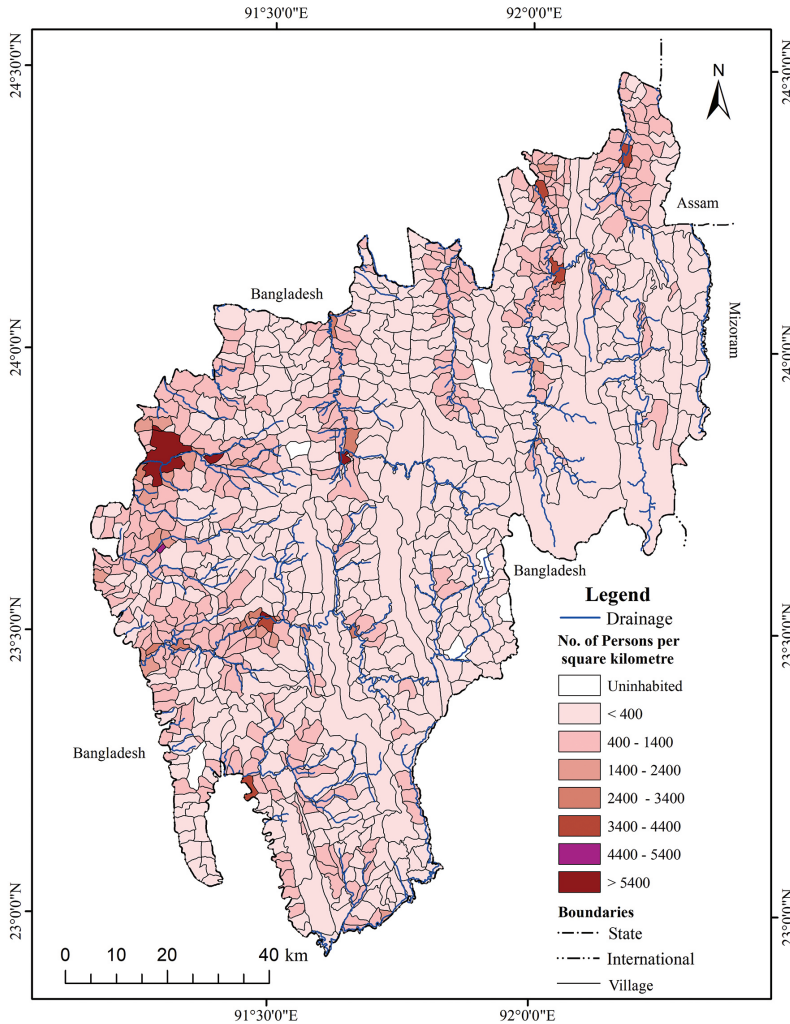 91°30'0"E
92°0'0"E
24°30'0"N
24°30'0"N
N
Assam
Bangladesh
Mizoram
24°0'0"N
24°0'0"N
Bangladesh
23°30'0"N
23°30'0"N
Bangladesh
23°0'0"N
23°0'0"N
Legend
Drainage
No. of Persons per
square kilometre
Uninhabited
< 400
400 - 1400
1400 - 2400
2400 - 3400
3400 - 4400
4400 - 5400
> 5400
Boundaries
State
International
Village
0 10 20 40 km
91°30'0"E
92°0'0"E